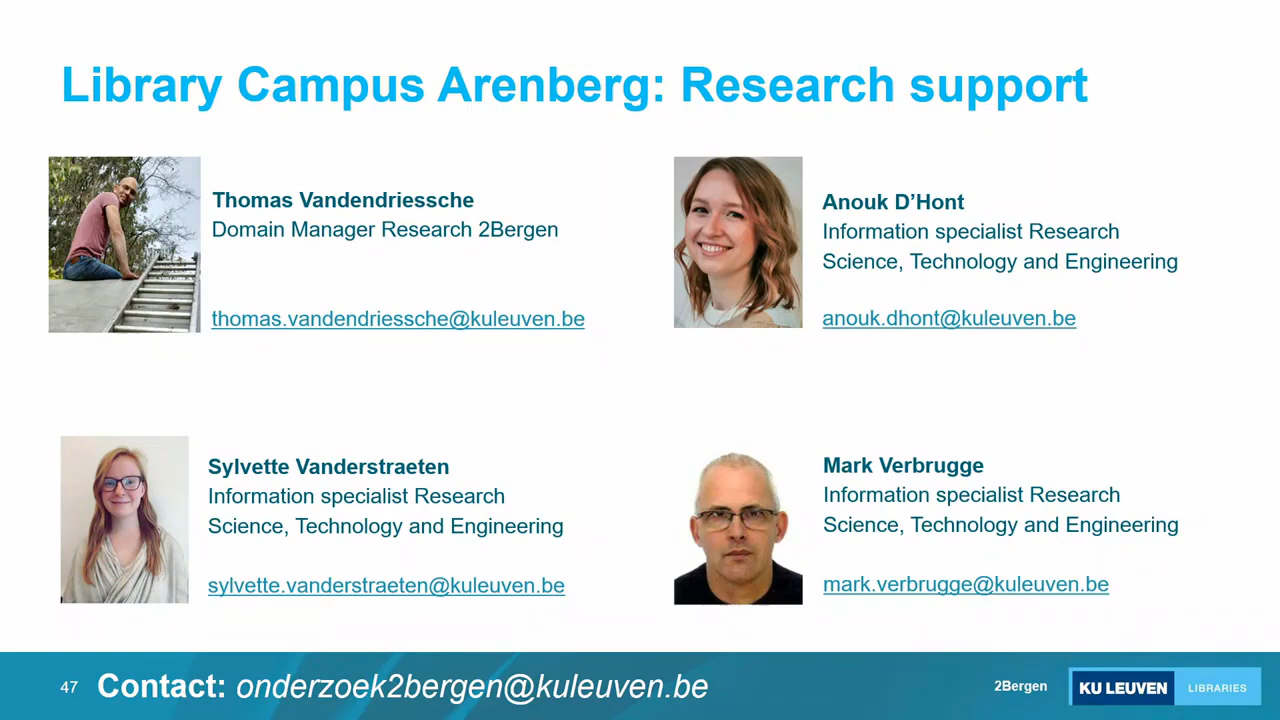 Library Campus Arenberg: Research support
Thomas Vandendriessche
Domain Manager Research 2Bergen
thomas.vandendriessche@kuleuven.be
Anouk D’Hont
Information specialist Research
Science, Technology and Engineering
anouk.dhont@kuleuven.be
Sylvette Vanderstraeten
Information specialist Research
Science, Technology and Engineering
sylvette.vanderstraeten@kuleuven.be
Mark Verbrugge
Information specialist Research
Science, Technology and Engineering
mark.verbrugge@kuleuven.be
47 Contact: onderzoek2bergen@kuleuven.be
2Bergen
KU LEUVEN LIBRARIES